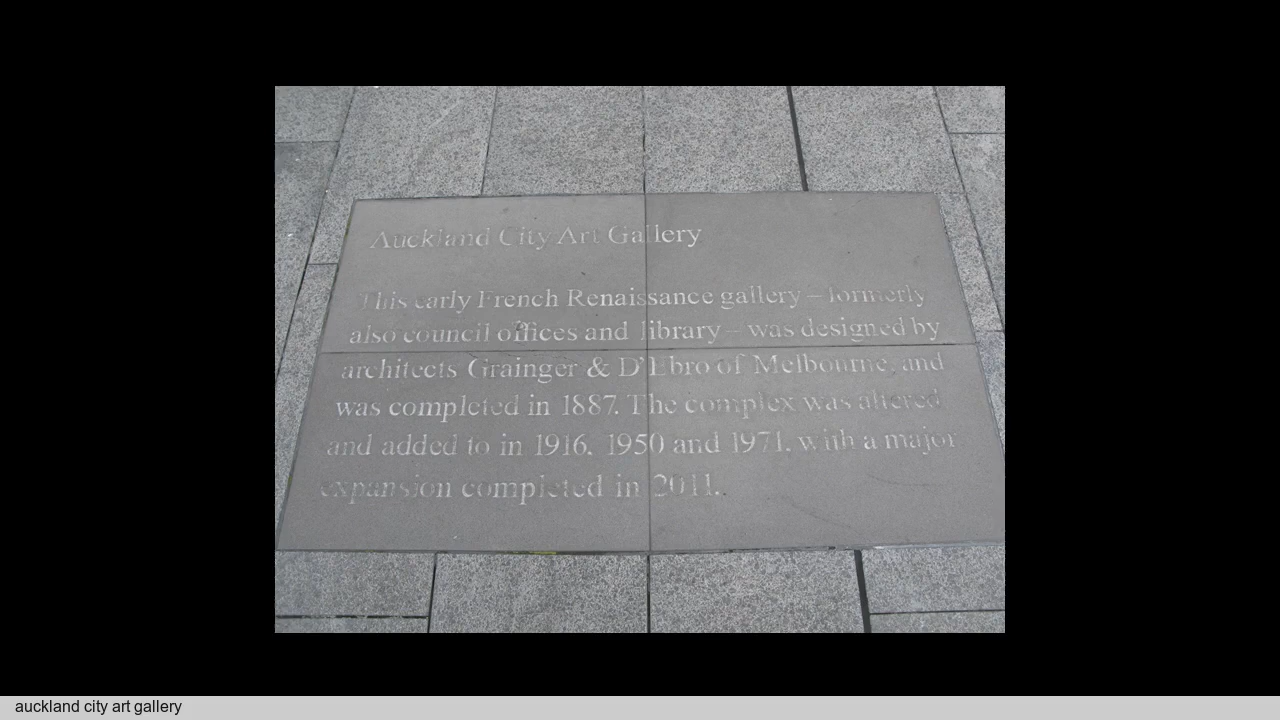 Auckland City Art Gallery
This early French Renaissance gallery – formerly
also council offices and library – was designed by
architects Grainger & D'Ebro of Melbourne, and
was completed in 1887. The complex was altered
and added to in 1916, 1950 and 1971, with a major
expansion completed in 2011.
auckland city art gallery